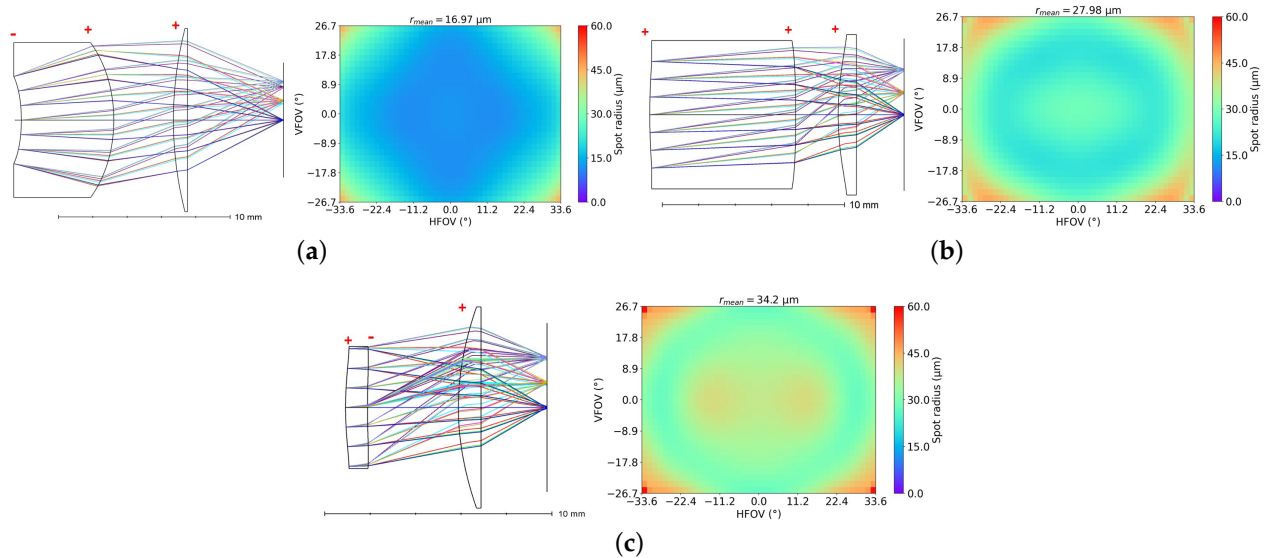 - + +
r_mean = 16.97 µm
26.7
17.8
8.9
0.0
−8.9
−17.8
−26.7
VFOV (°)
−33.6 −22.4 −11.2 0.0 11.2 22.4 33.6
HFOV (°)
60.0
45.0
30.0
15.0
0.0
Spot radius (µm)
10 mm
(a)
+ + +
r_mean = 27.98 µm
26.7
17.8
8.9
0.0
−8.9
−17.8
−26.7
VFOV (°)
−33.6 −22.4 −11.2 0.0 11.2 22.4 33.6
HFOV (°)
60.0
45.0
30.0
15.0
0.0
Spot radius (µm)
10 mm
(b)
+ - +
r_mean = 34.2 µm
26.7
17.8
8.9
0.0
−8.9
−17.8
−26.7
VFOV (°)
−33.6 −22.4 −11.2 0.0 11.2 22.4 33.6
HFOV (°)
60.0
45.0
30.0
15.0
0.0
Spot radius (µm)
10 mm
(c)